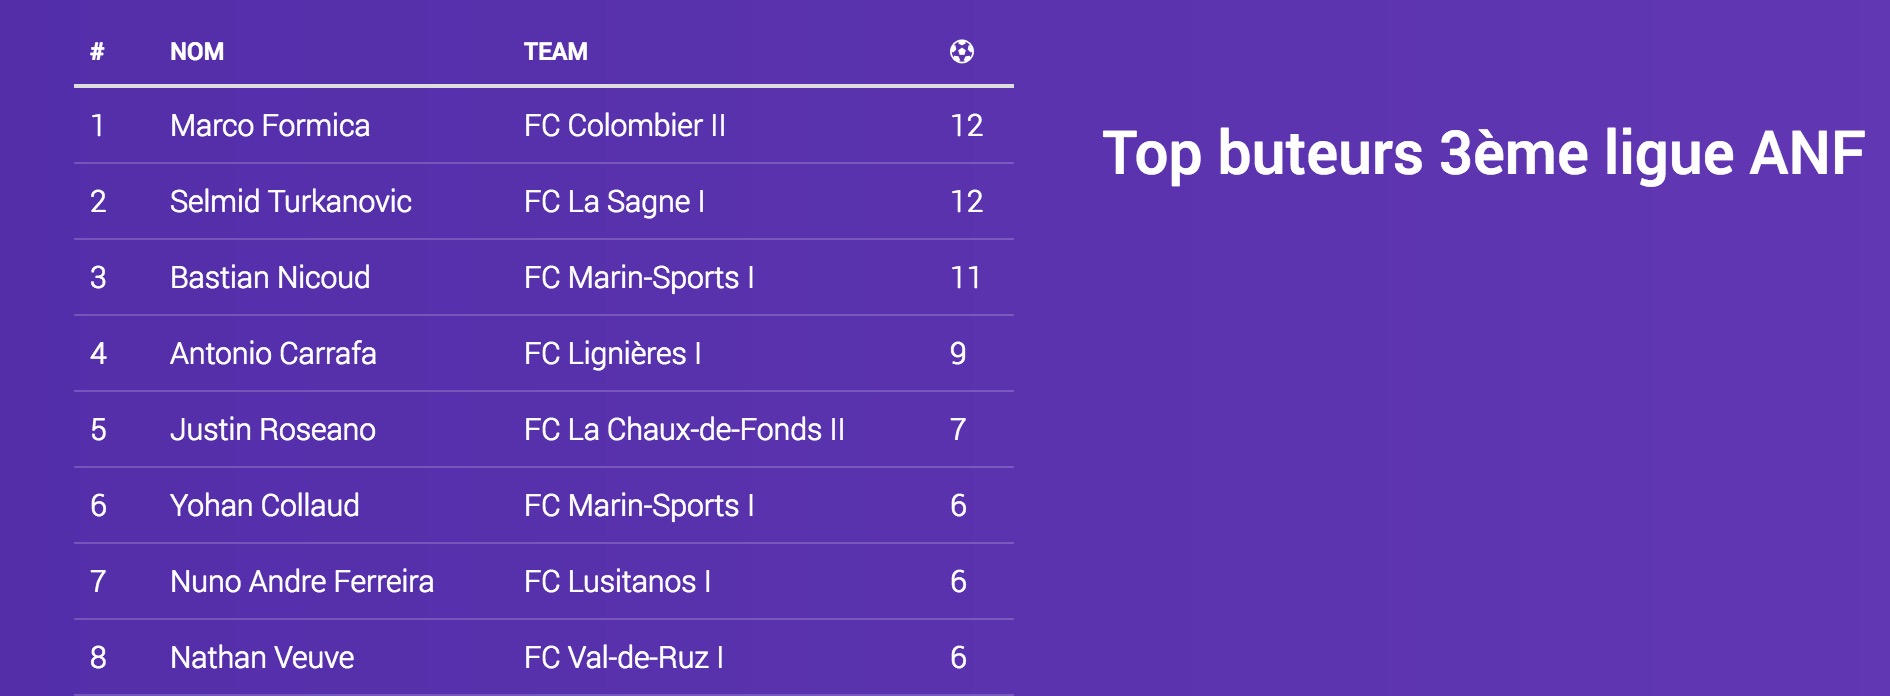 # NOM TEAM
1 Marco Formica FC Colombier II 12
2 Selmid Turkanovic FC La Sagne I 12
3 Bastian Nicoud FC Marin-Sports I 11
4 Antonio Carrafa FC Lignières I 9
5 Justin Roseano FC La Chaux-de-Fonds II 7
6 Yohan Collaud FC Marin-Sports I 6
7 Nuno Andre Ferreira FC Lusitanos I 6
8 Nathan Veuve FC Val-de-Ruz I 6
Top buteurs 3ème ligue ANF